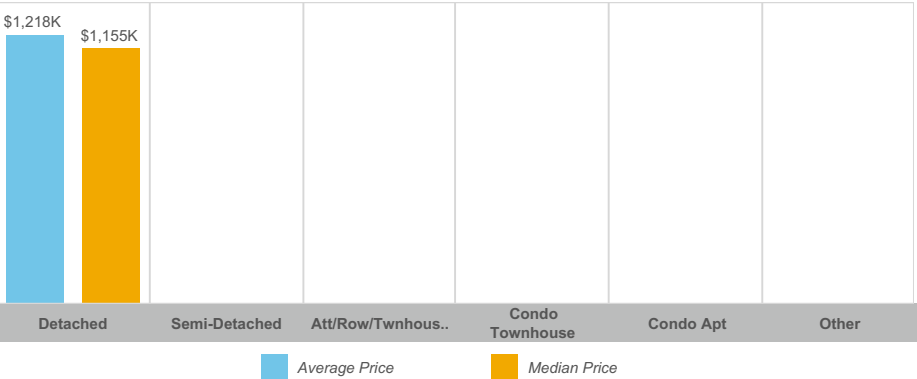 $1,218K
$1,155K
Detached
Semi-Detached
Att/Row/Twnhous..
Condo
Townhouse
Condo Apt
Other
Average Price
Median Price